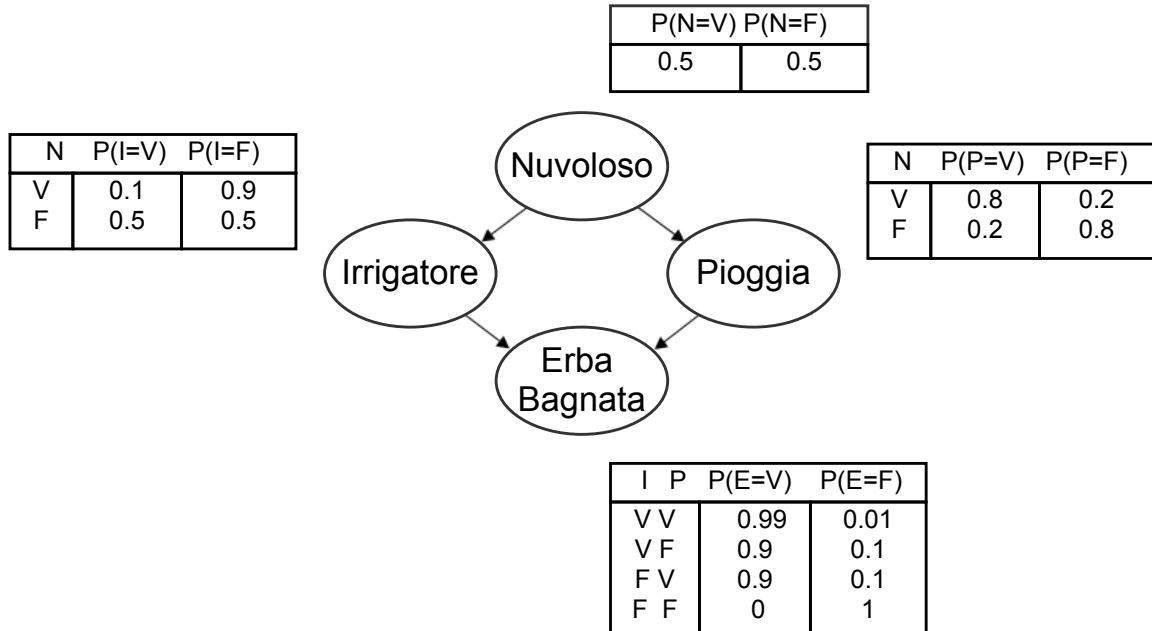 P(N=V) P(N=F)
0.5 0.5
N P(I=V) P(I=F)
V 0.1 0.9
F 0.5 0.5
Nuvoloso
N P(P=V) P(P=F)
V 0.8 0.2
F 0.2 0.8
Irrigatore
Pioggia
Erba
Bagnata
I P P(E=V) P(E=F)
V V 0.99 0.01
V F 0.9 0.1
F V 0.9 0.1
F F 0 1